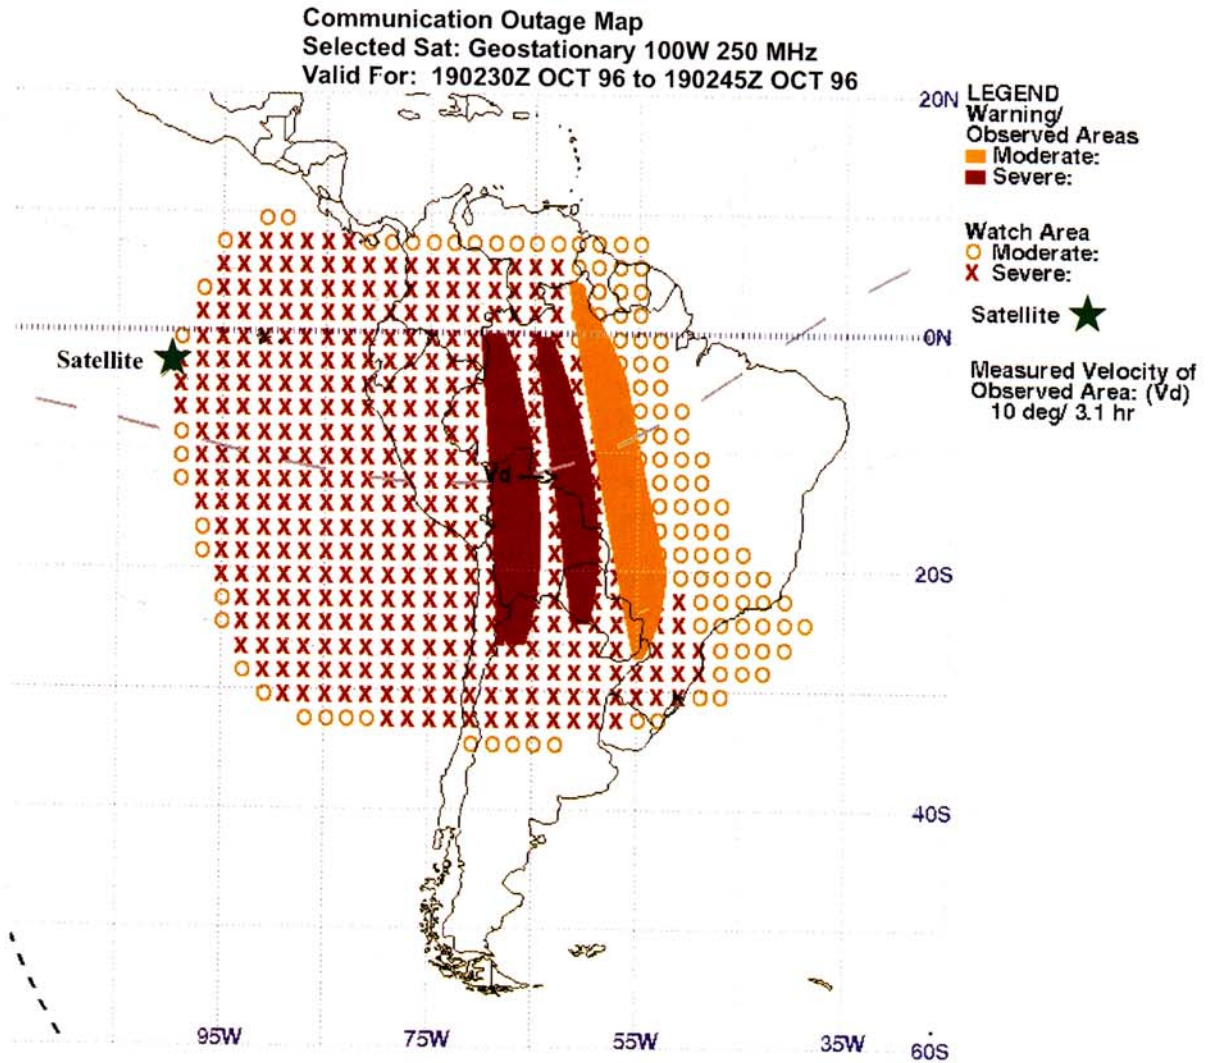 Communication Outage Map
Selected Sat: Geostationary 100W 250 MHz
Valid For: 190230Z OCT 96 to 190245Z OCT 96
20N
LEGEND
Warning/
Observed Areas
Moderate:
Severe:
Watch Area
Moderate:
Severe:
Satellite
Measured Velocity of
Observed Area: (Vd)
10 deg/ 3.1 hr
Satellite
0N
Vd
20S
40S
95W
75W
55W
35W
60S